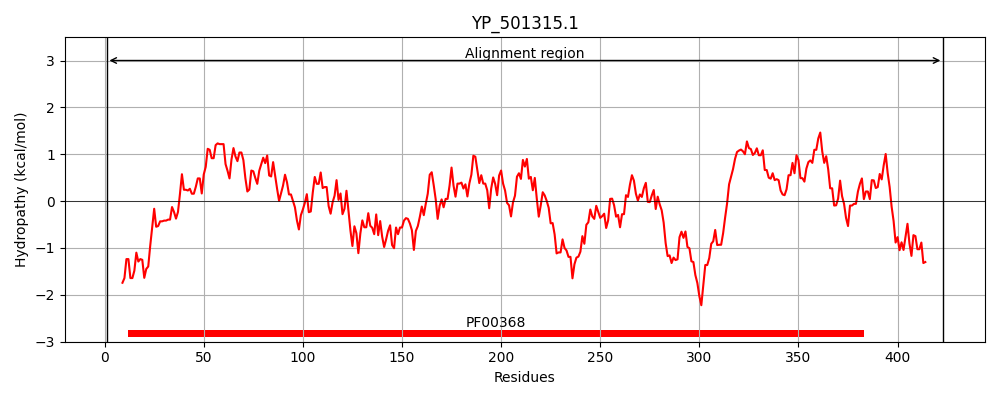 YP_501315.1
Alignment region
Hydropathy (kcal/mol)
3
2
1
0
−1
−2
−3
PF00368
0 50 100 150 200 250 300 350 400
Residues